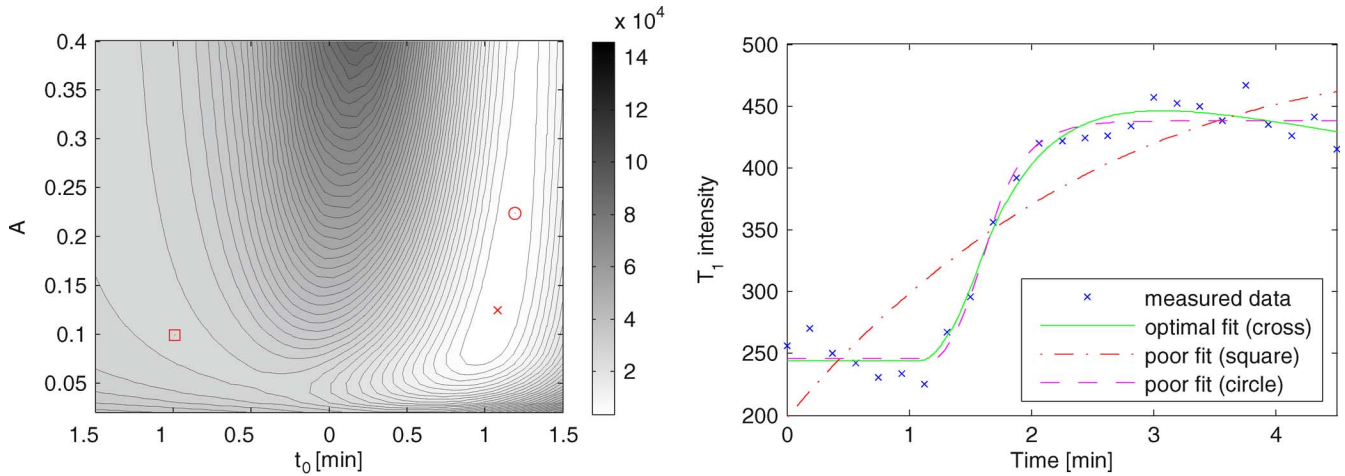 x 10⁴
0.4
0.35
0.3
0.25
0.2
0.15
0.1
0.05
A
1.5 1 0.5 0 0.5 1 1.5
t₀ [min]
14
12
10
8
6
4
2
500
450
400
350
300
250
200
T₁ intensity
0 1 2 3 4
Time [min]
measured data
optimal fit (cross)
poor fit (square)
poor fit (circle)